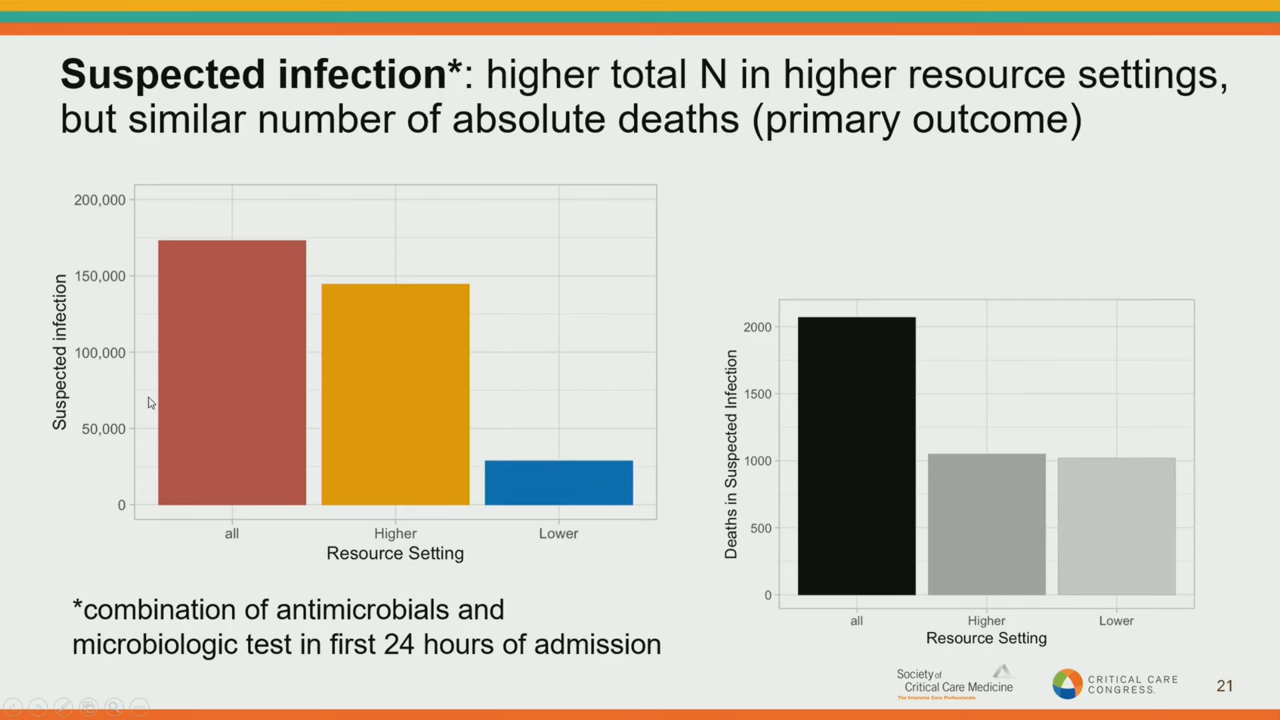 Suspected infection*: higher total N in higher resource settings,
but similar number of absolute deaths (primary outcome)
200,000
150,000
100,000
50,000
0
Suspected infection
all
Higher
Lower
Resource Setting
2000
1500
1000
500
0
Deaths in Suspected Infection
all
Higher
Lower
Resource Setting
*combination of antimicrobials and
microbiologic test in first 24 hours of admission
Society of
Critical Care Medicine
The Intensive Care Professionals
CRITICAL CARE
CONGRESS.
21